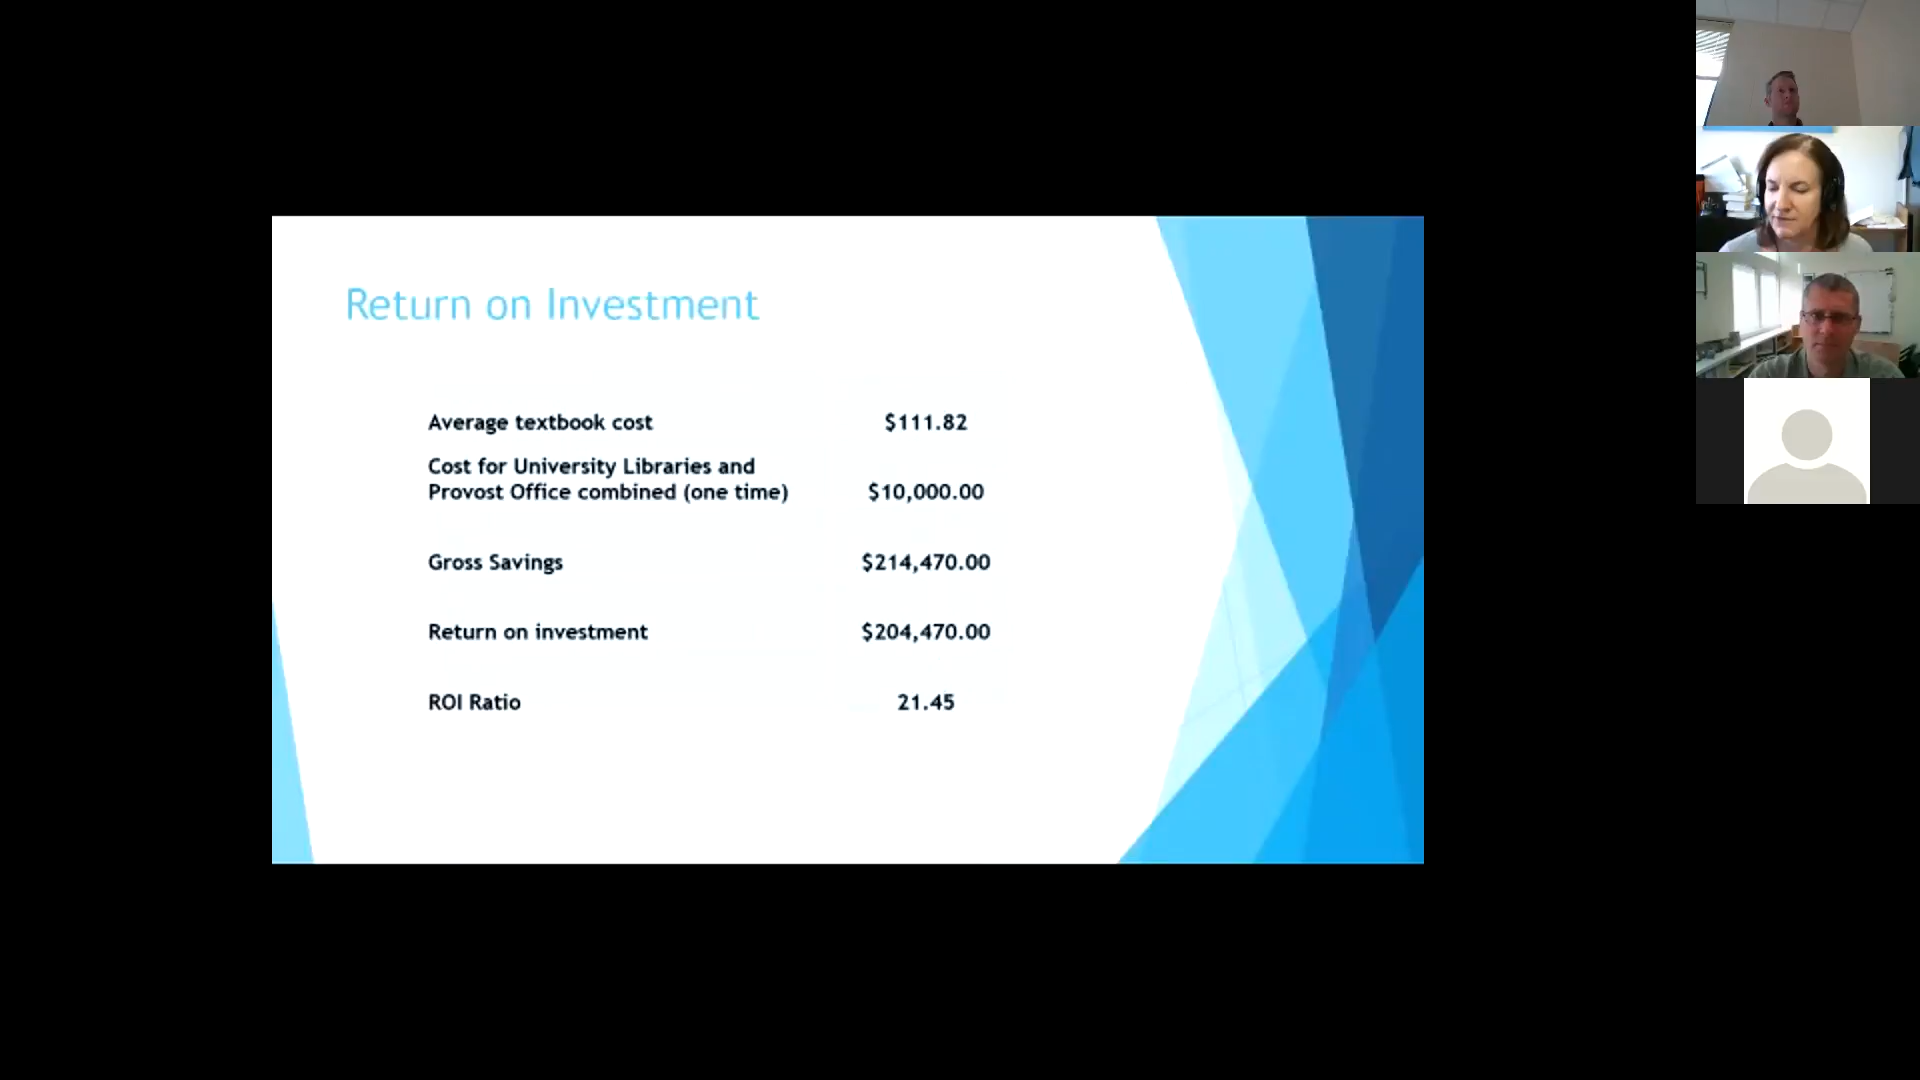 Return on Investment
Average textbook cost $111.82
Cost for University Libraries and
Provost Office combined (one time) $10,000.00
Gross Savings $214,470.00
Return on investment $204,470.00
ROI Ratio 21.45